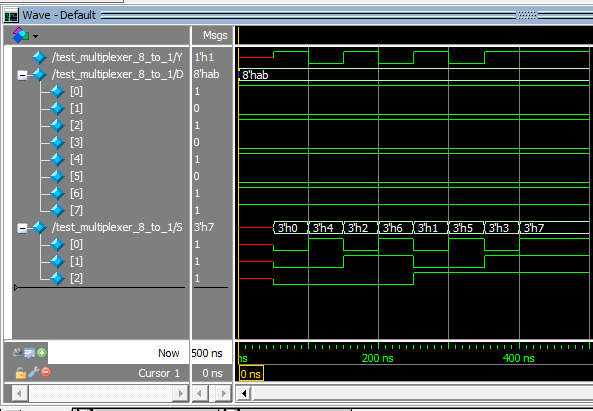 Wave - Default
Msgs
/test_multiplexer_8_to_1/Y 1'h1
/test_multiplexer_8_to_1/D 8'hab 8'hab
[0] 1
[1] 0
[2] 1
[3] 0
[4] 1
[5] 0
[6] 1
[7] 1
/test_multiplexer_8_to_1/S 3'h7 3'h0 3'h4 3'h2 3'h6 3'h1 3'h5 3'h3 3'h7
[0] 1
[1] 1
[2] 1
Now 500 ns ns 200 ns 400 ns
Cursor 1 0 ns 0 ns